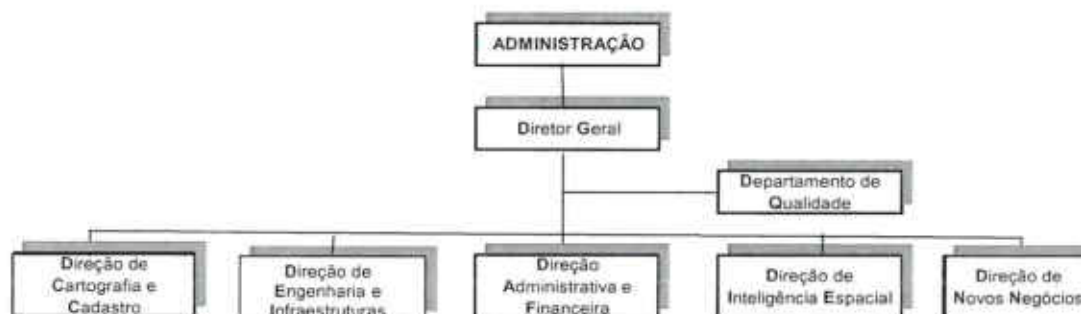 ADMINISTRAÇÃO
Diretor Geral
Departamento de
Qualidade
Direção de
Cartografia e
Cadastro
Direção de
Engenharia e
Infraestruturas
Direção
Administrativa e
Financeira
Direção de
Inteligência Espacial
Direção de
Novos Negócios